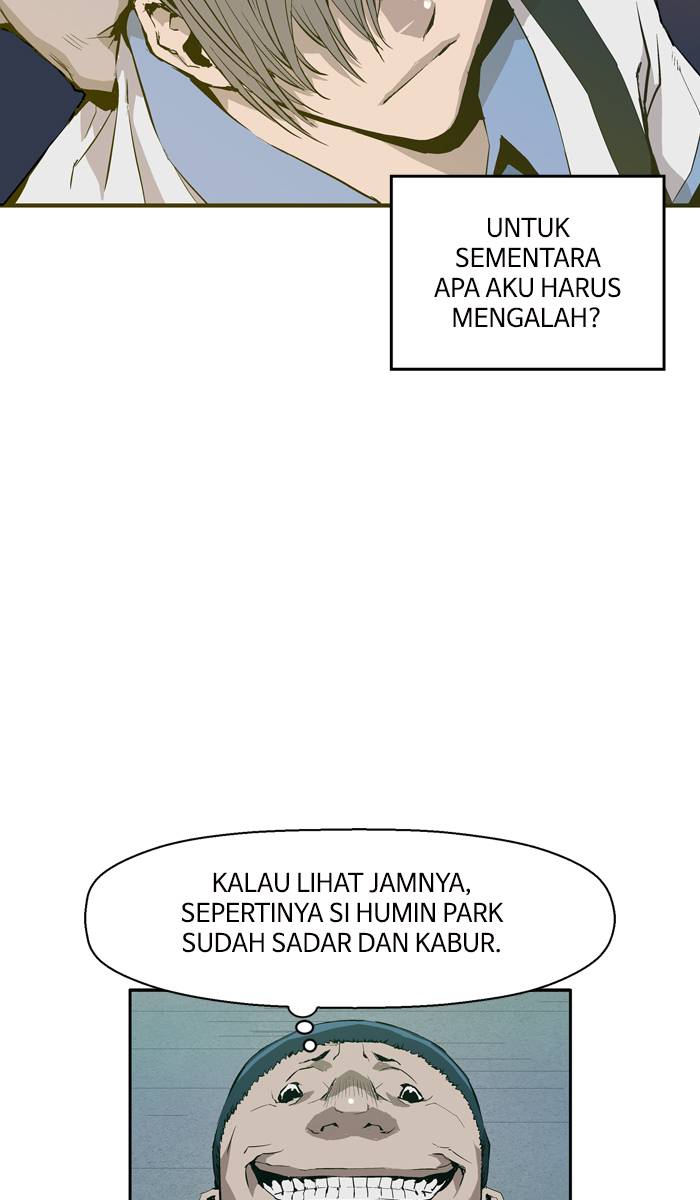 UNTUK
SEMENTARA
APA AKU HARUS
MENGALAH?
KALAU LIHAT JAMNYA,
SEPERTINYA SI HUMIN PARK
SUDAH SADAR DAN KABUR.